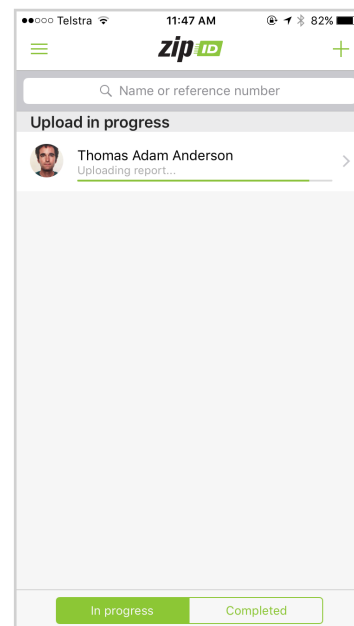 Telstra 11:47 AM 82%
zip ID
Name or reference number
Upload in progress
Thomas Adam Anderson
Uploading report...
In progress Completed